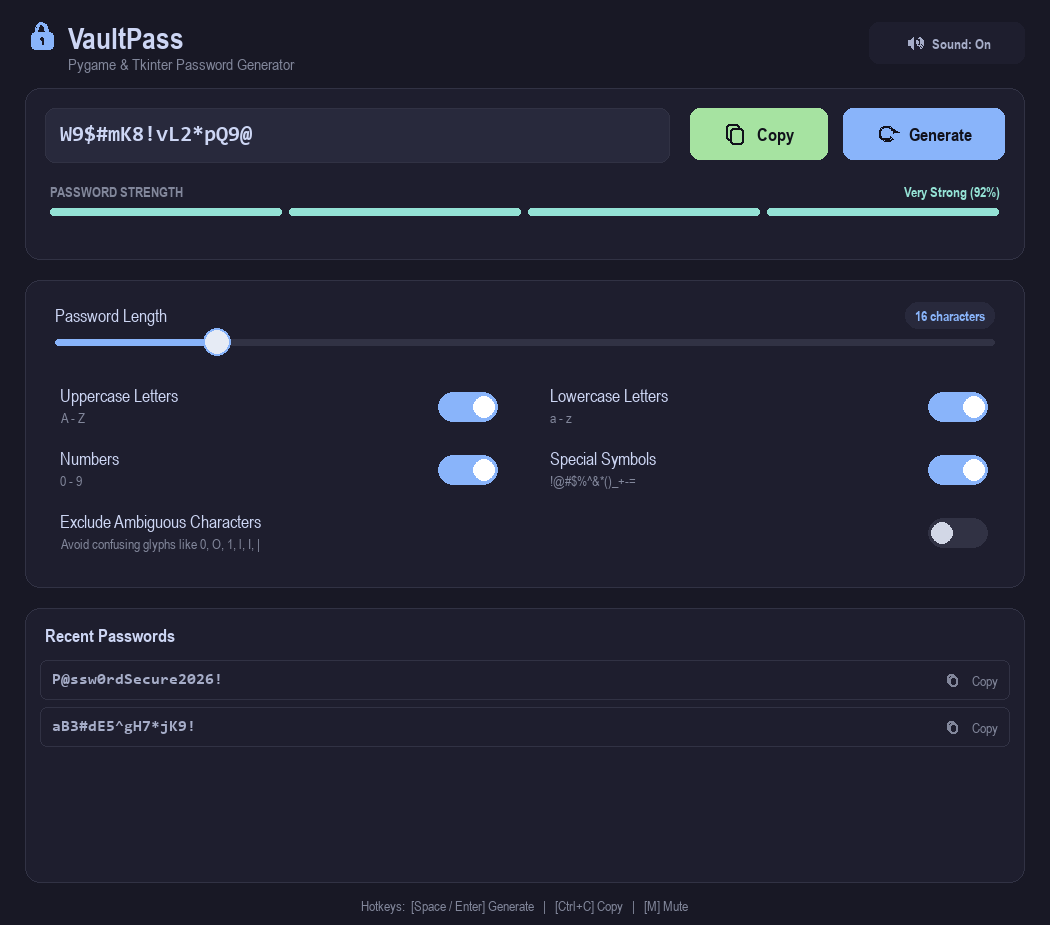 VaultPass
Pygame & Tkinter Password Generator
Sound: On
W9$#mK8!vL2*pQ9@
Copy
Generate
PASSWORD STRENGTH
Very Strong (92%)
Password Length
16 characters
Uppercase Letters
A - Z
Lowercase Letters
a - z
Numbers
0 - 9
Special Symbols
!@#$%^&*()_+-=
Exclude Ambiguous Characters
Avoid confusing glyphs like 0, O, 1, l, I, |
Recent Passwords
P@ssw0rdSecure2026!
Copy
aB3#dE5^gH7*jK9!
Copy
Hotkeys: [Space / Enter] Generate | [Ctrl+C] Copy | [M] Mute